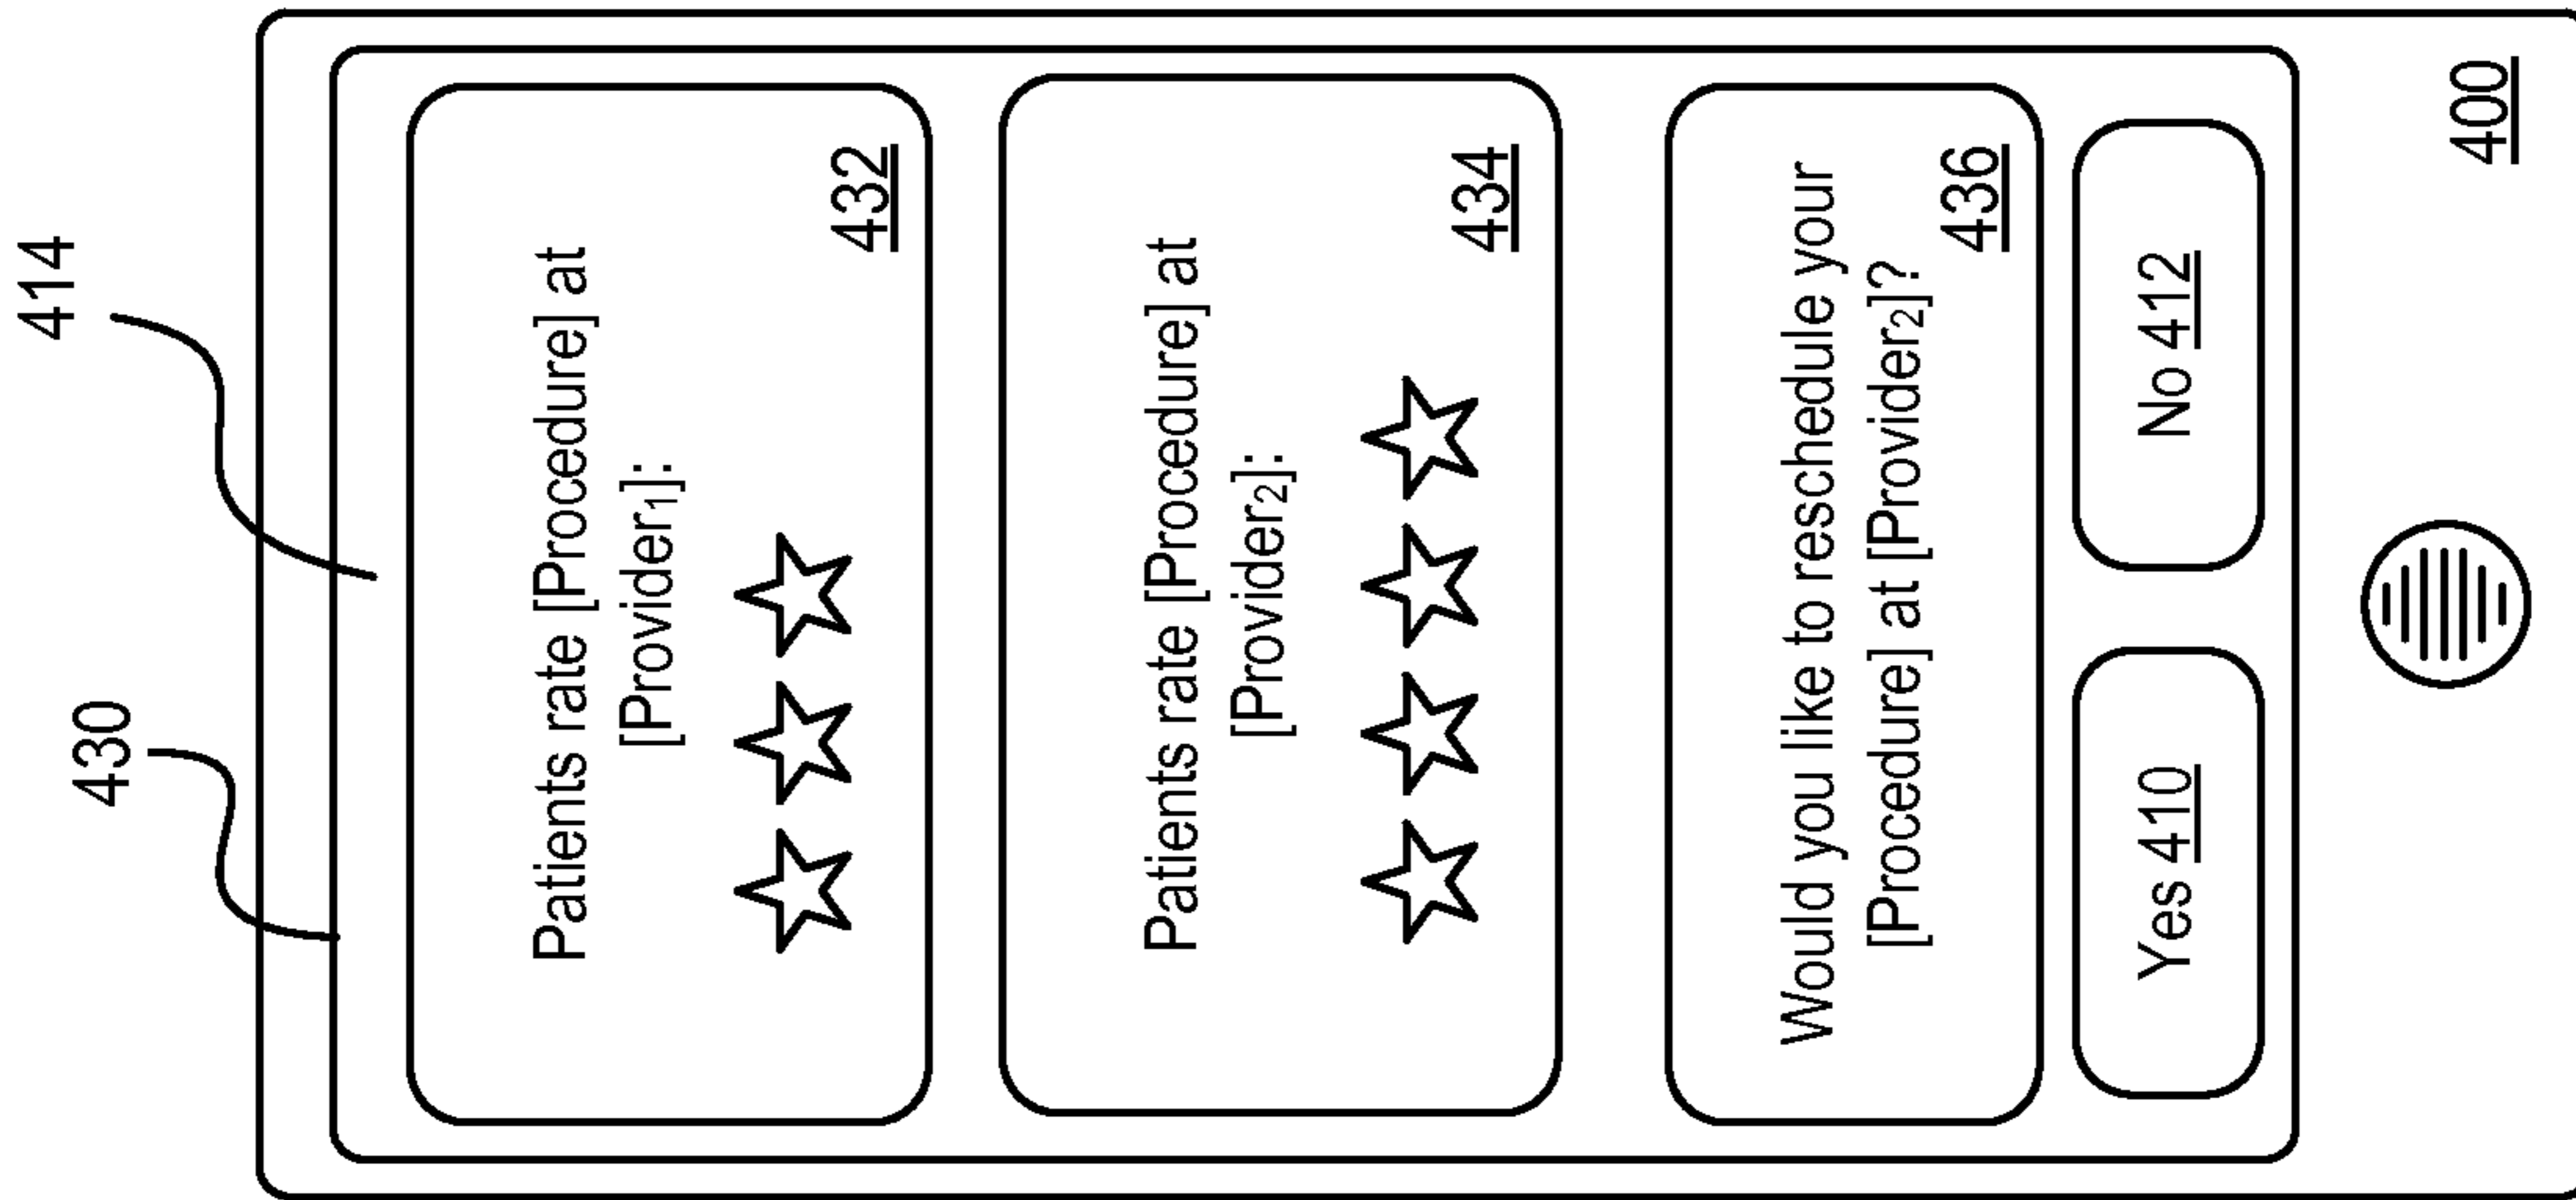 414
430
Patients rate [Procedure] at
[Provider₁]:
432
Patients rate [Procedure] at
[Provider₂]:
434
Would you like to reschedule your
[Procedure] at [Provider₂]?
436
Yes 410
No 412
400